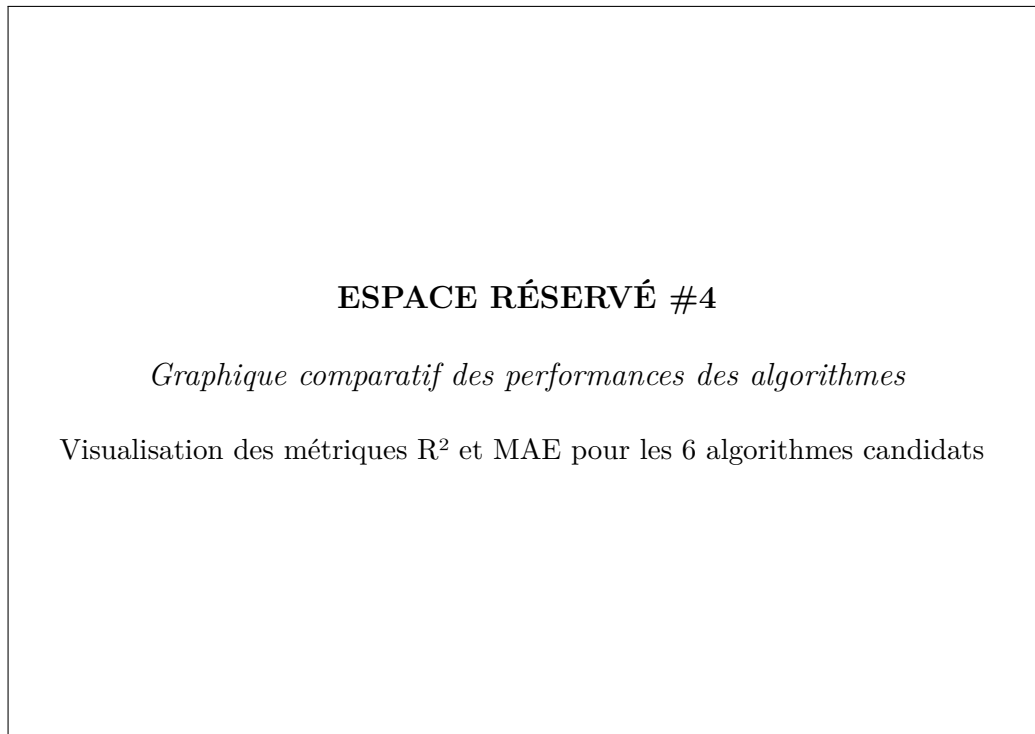 ESPACE RÉSERVÉ #4
Graphique comparatif des performances des algorithmes
Visualisation des métriques R² et MAE pour les 6 algorithmes candidats